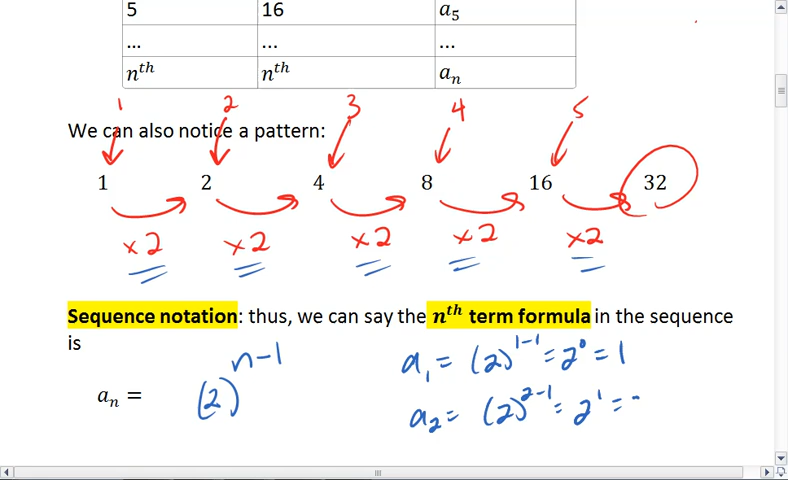 5 16 a₅
... ... ...
nᵗʰ nᵗʰ aₙ
1 2 3 4 5
We can also notice a pattern:
1 2 4 8 16 32
×2 ×2 ×2 ×2 ×2
Sequence notation: thus, we can say the nᵗʰ term formula in the sequence
is
a₁ = (2)¹⁻¹ = 2⁰ = 1
aₙ = (2)ⁿ⁻¹
a₂ = (2)²⁻¹ = 2¹ =